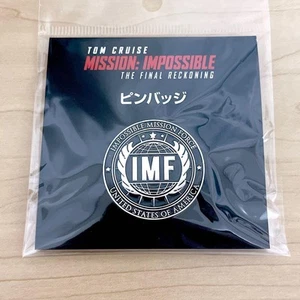 TOM CRUISE
MISSION: IMPOSSIBLE
THE FINAL RECKONING
ピンバッジ
IMPOSSIBLE MISSION FORCE
IMF
UNITED STATES OF AMERICA